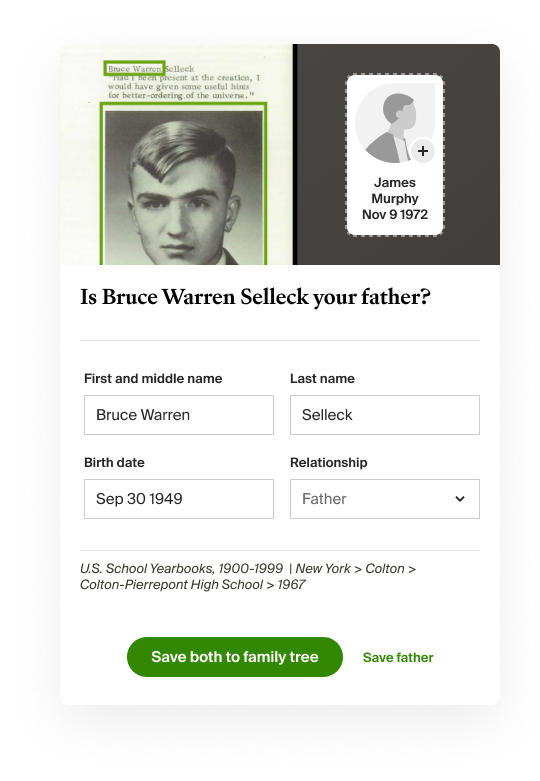 Bruce Warren Selleck
"Had i been present at the creation, I
would have given some useful hints
for better-ordering of the universe."
James
Murphy
Nov 9 1972
Is Bruce Warren Selleck your father?
First and middle name
Last name
Bruce Warren
Selleck
Birth date
Relationship
Sep 30 1949
Father
U.S. School Yearbooks, 1900-1999 | New York > Colton >
Colton-Pierrepont High School > 1967
Save both to family tree
Save father